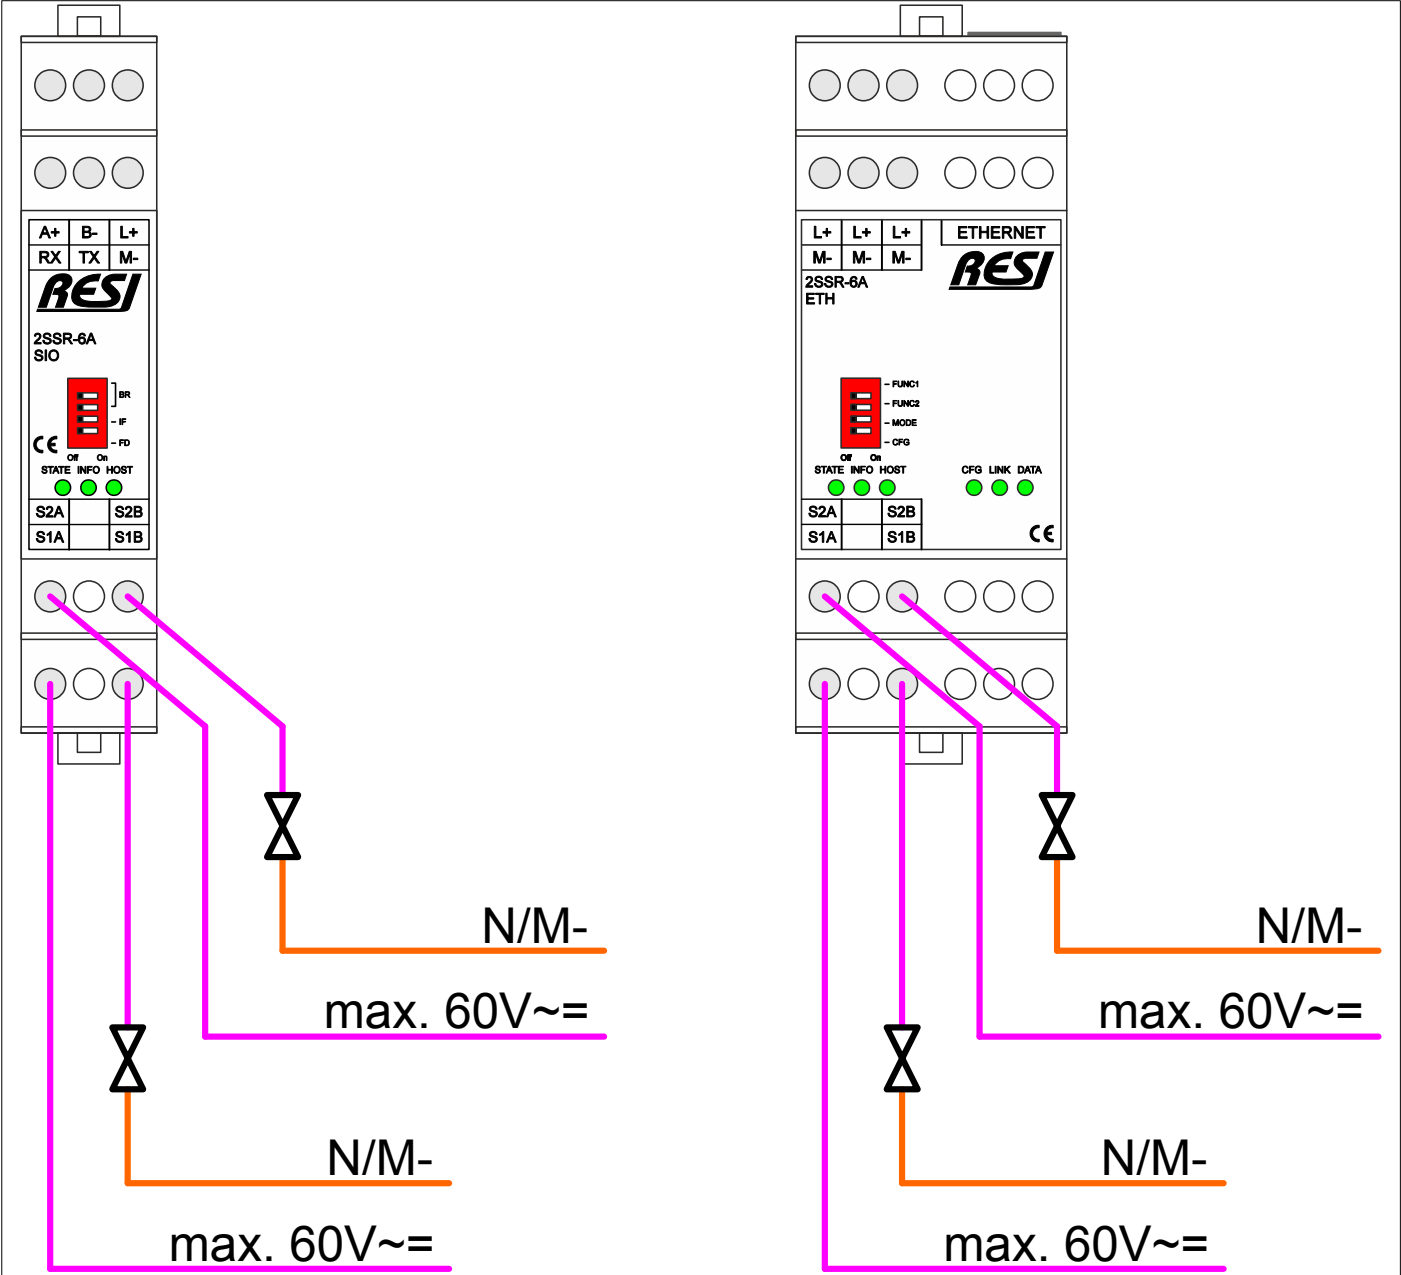 A+ B- L+
RX TX M-
RESI
2SSR-6A
SIO
BR
IF
FD
Off On
CE
STATE INFO HOST
S2A S2B
S1A S1B
N/M-
max. 60V~=
N/M-
max. 60V~=
L+ L+ L+ ETHERNET
M- M- M-
RESI
2SSR-6A
ETH
FUNC1
FUNC2
MODE
CFG
Off On
STATE INFO HOST CFG LINK DATA
S2A S2B
S1A S1B
CE
N/M-
max. 60V~=
N/M-
max. 60V~=